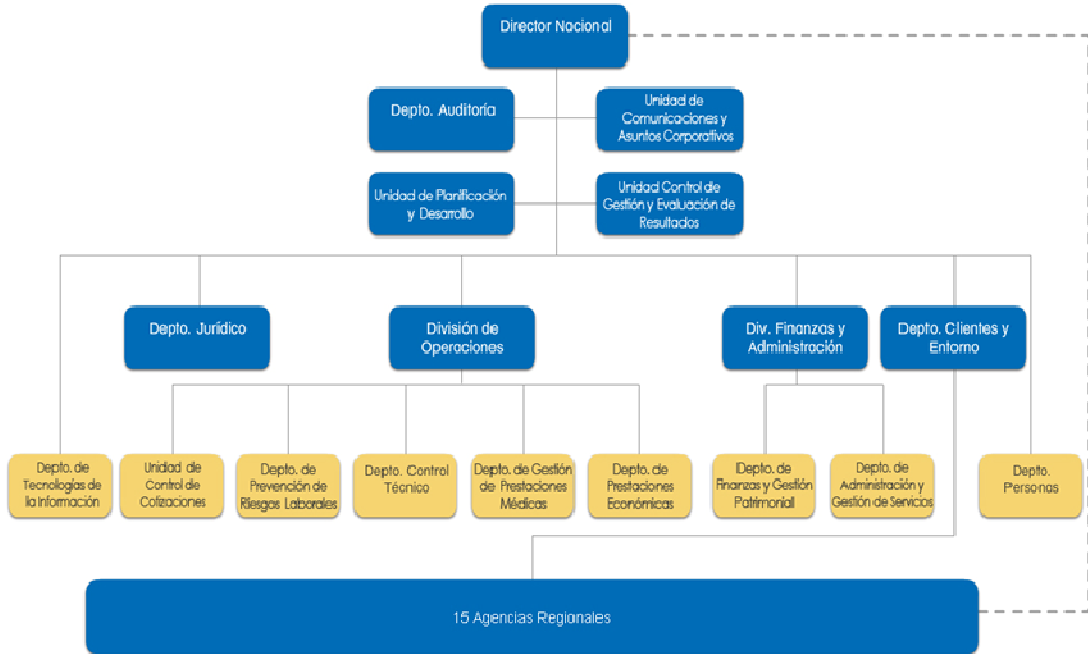 Director Nacional
Depto. Auditoría
Unidad de
Comunicaciones y
Asuntos Corporativos
Unidad de Planificación
y Desarrollo
Unidad Control de
Gestión y Evaluación de
Resultados
Depto. Jurídico
División de
Operaciones
Div. Finanzas y
Administración
Depto. Clientes y
Entorno
Depto. de
Tecnologías de
la Información
Unidad de
Control de
Cotizaciones
Depto. de
Prevención de
Riesgos Laborales
Depto. Control
Técnico
Depto. de Gestión
de Prestaciones
Médicas
Depto. de
Prestaciones
Económicas
Depto. de
Finanzas y Gestión
Patrimonial
Depto. de
Administración y
Gestión de Servicios
Depto.
Personas
15 Agencias Regionales